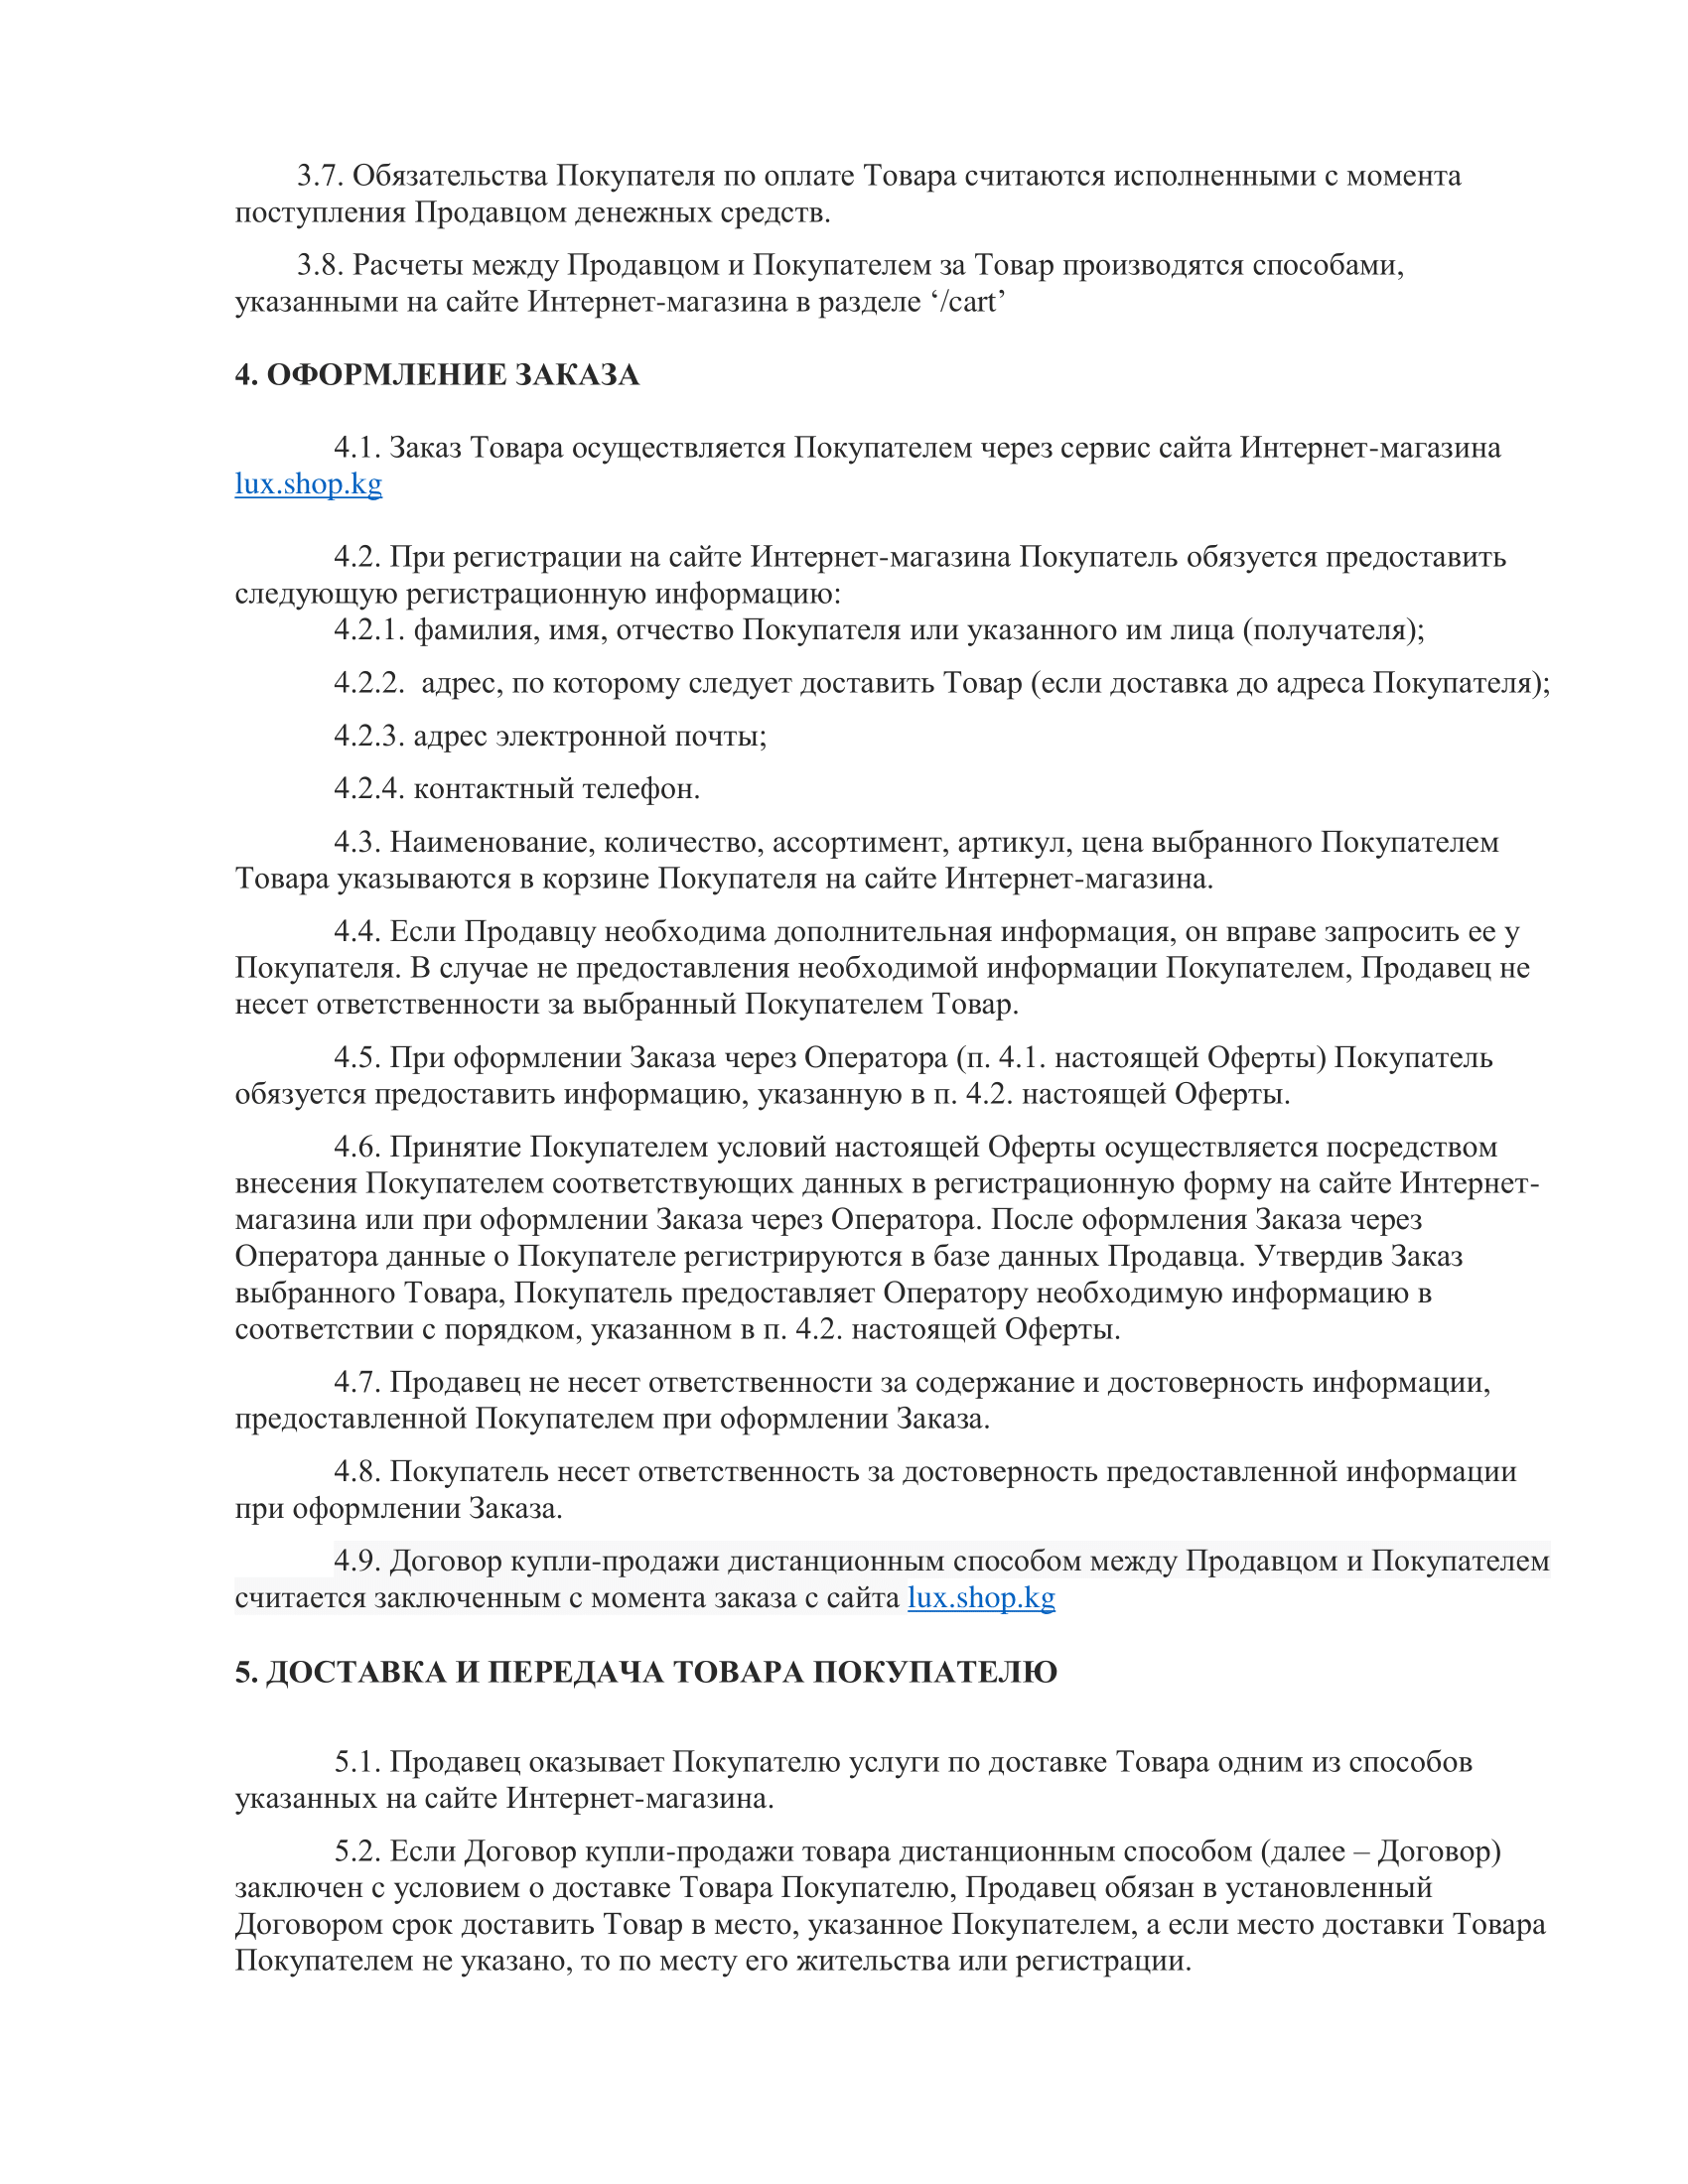 3.7. Обязательства Покупателя по оплате Товара считаются исполненными с момента
поступления Продавцом денежных средств.
3.8. Расчеты между Продавцом и Покупателем за Товар производятся способами,
указанными на сайте Интернет-магазина в разделе ‘/cart’
4. ОФОРМЛЕНИЕ ЗАКАЗА
4.1. Заказ Товара осуществляется Покупателем через сервис сайта Интернет-магазина
lux.shop.kg
4.2. При регистрации на сайте Интернет-магазина Покупатель обязуется предоставить
следующую регистрационную информацию:
4.2.1. фамилия, имя, отчество Покупателя или указанного им лица (получателя);
4.2.2.  адрес, по которому следует доставить Товар (если доставка до адреса Покупателя);
4.2.3. адрес электронной почты;
4.2.4. контактный телефон.
4.3. Наименование, количество, ассортимент, артикул, цена выбранного Покупателем
Товара указываются в корзине Покупателя на сайте Интернет-магазина.
4.4. Если Продавцу необходима дополнительная информация, он вправе запросить ее у
Покупателя. В случае не предоставления необходимой информации Покупателем, Продавец не
несет ответственности за выбранный Покупателем Товар.
4.5. При оформлении Заказа через Оператора (п. 4.1. настоящей Оферты) Покупатель
обязуется предоставить информацию, указанную в п. 4.2. настоящей Оферты.
4.6. Принятие Покупателем условий настоящей Оферты осуществляется посредством
внесения Покупателем соответствующих данных в регистрационную форму на сайте Интернет-
магазина или при оформлении Заказа через Оператора. После оформления Заказа через
Оператора данные о Покупателе регистрируются в базе данных Продавца. Утвердив Заказ
выбранного Товара, Покупатель предоставляет Оператору необходимую информацию в
соответствии с порядком, указанном в п. 4.2. настоящей Оферты.
4.7. Продавец не несет ответственности за содержание и достоверность информации,
предоставленной Покупателем при оформлении Заказа.
4.8. Покупатель несет ответственность за достоверность предоставленной информации
при оформлении Заказа.
4.9. Договор купли-продажи дистанционным способом между Продавцом и Покупателем
считается заключенным с момента заказа с сайта lux.shop.kg
5. ДОСТАВКА И ПЕРЕДАЧА ТОВАРА ПОКУПАТЕЛЮ
5.1. Продавец оказывает Покупателю услуги по доставке Товара одним из способов
указанных на сайте Интернет-магазина.
5.2. Если Договор купли-продажи товара дистанционным способом (далее – Договор)
заключен с условием о доставке Товара Покупателю, Продавец обязан в установленный
Договором срок доставить Товар в место, указанное Покупателем, а если место доставки Товара
Покупателем не указано, то по месту его жительства или регистрации.